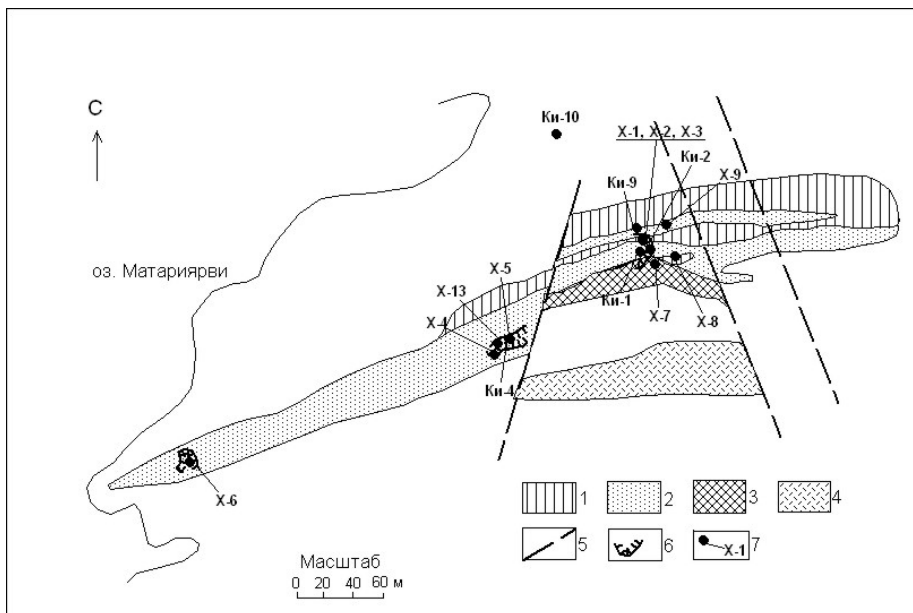 С
Ки-10
Х-1, Х-2, Х-3
Ки-2
Х-9
Ки-9
оз. Матариярви
Х-5
Х-13
Х-4
Ки-1
Х-7
Х-8
Ки-4
Х-6
1
2
3
4
5
6
Х-1 7
Масштаб
0 20 40 60 м